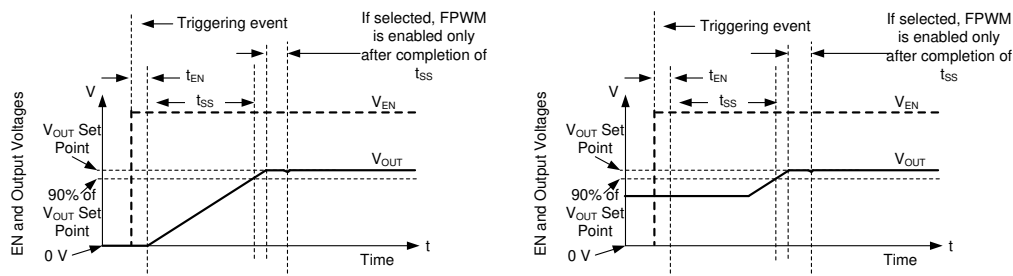 Triggering event
If selected, FPWM
is enabled only
after completion of
tSS
tEN
tSS
V
VEN
VOUT Set
Point
VOUT
90% of
VOUT Set
Point
0 V
t
Time
EN and Output Voltages
Triggering event
If selected, FPWM
is enabled only
after completion of
tSS
tEN
tSS
V
VEN
VOUT Set
Point
VOUT
90% of
VOUT Set
Point
0 V
t
Time
EN and Output Voltages